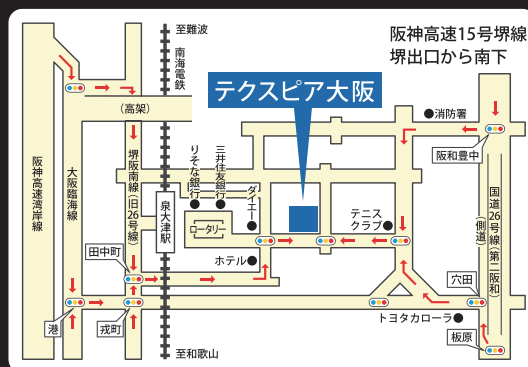 至難波
南海電鉄
阪神高速15号堺線
堺出口から南下
テクスピア大阪
(高架)
消防署
阪和豊中
阪神高速湾岸線
大阪臨海線
堺阪南線(旧26号線)
りそな銀行
三井住友銀行
ダイエー
泉大津駅
ロータリー
テニス
クラブ
国道26号線(第二阪和)
(側道)
田中町
ホテル
穴田
港
戎町
トヨタカローラ
板原
至和歌山